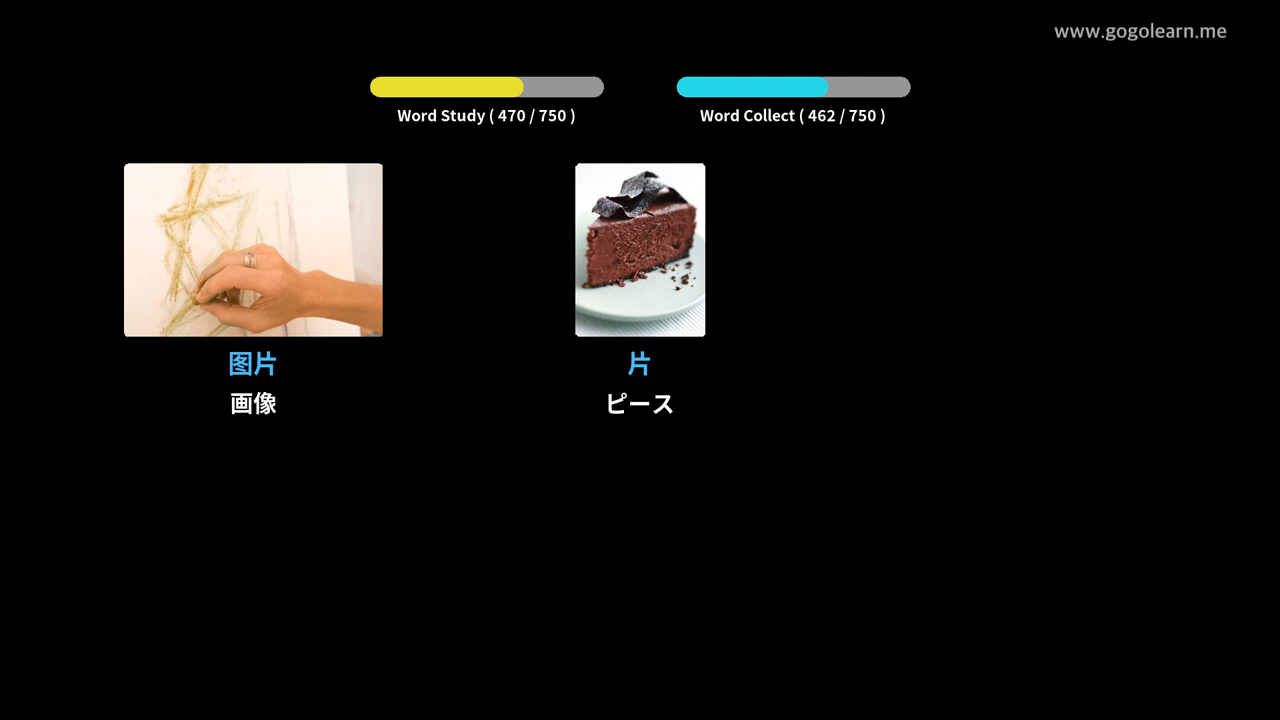 www.gogolearn.me
Word Study ( 470 / 750 )
Word Collect ( 462 / 750 )
图片
画像
片
ピース